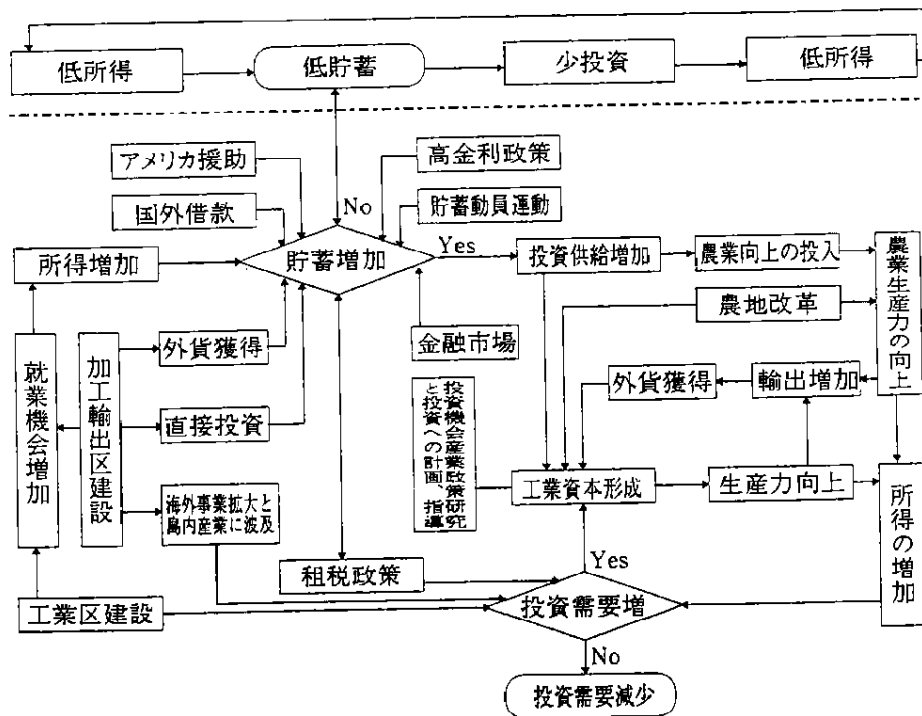 低所得
低貯蓄
少投資
低所得
アメリカ援助
高金利政策
国外借款
No
貯蓄動員運動
所得増加
貯蓄増加
Yes
投資供給増加
農業向上の投入
農業生産力の向上
農地改革
金融市場
外貨獲得
外貨獲得
輸出増加
就業機会増加
加工輸出区建設
直接投資
投資機会産業政策研究
と投資への計画、指導
工業資本形成
生産力向上
海外事業拡大と
島内産業に波及
所得の増加
租税政策
Yes
工業区建設
投資需要増
No
投資需要減少